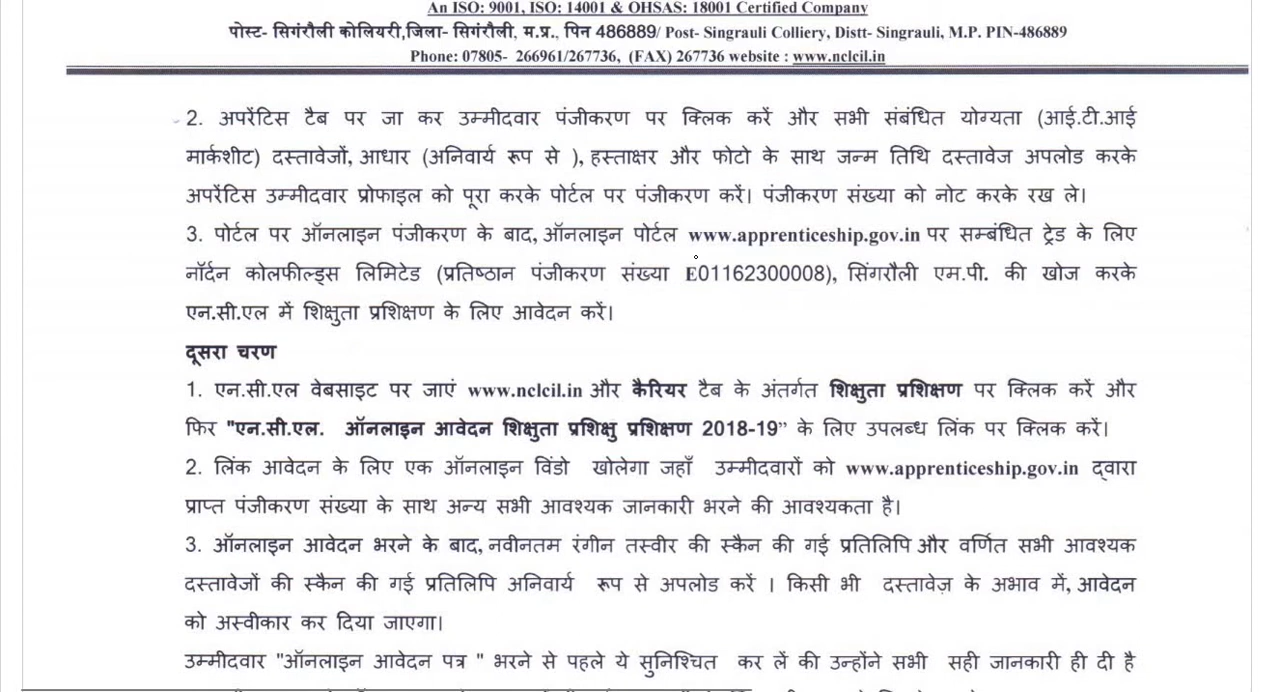 An ISO: 9001, ISO: 14001 & OHSAS: 18001 Certified Company
पोस्ट- सिगंरौली कोलियरी,जिला- सिगंरौली, म.प्र., पिन 486889/ Post- Singrauli Colliery, Distt- Singrauli, M.P. PIN-486889
Phone: 07805- 266961/267736, (FAX) 267736 website : www.nclcil.in
2. अपरेंटिस टैब पर जा कर उम्मीदवार पंजीकरण पर क्लिक करें और सभी संबंधित योग्यता (आई.टी.आई
मार्कशीट) दस्तावेजों, आधार (अनिवार्य रूप से ), हस्ताक्षर और फोटो के साथ जन्म तिथि दस्तावेज अपलोड करके
अपरेंटिस उम्मीदवार प्रोफाइल को पूरा करके पोर्टल पर पंजीकरण करें। पंजीकरण संख्या को नोट करके रख ले।
3. पोर्टल पर ऑनलाइन पंजीकरण के बाद, ऑनलाइन पोर्टल www.apprenticeship.gov.in पर सम्बंधित ट्रेड के लिए
नॉर्दन कोलफील्ड्स लिमिटेड (प्रतिष्ठान पंजीकरण संख्या E01162300008), सिंगरौली एम.पी. की खोज करके
एन.सी.एल में शिक्षुता प्रशिक्षण के लिए आवेदन करें।
दूसरा चरण
1. एन.सी.एल वेबसाइट पर जाएं www.nclcil.in और कैरियर टैब के अंतर्गत शिक्षुता प्रशिक्षण पर क्लिक करें और
फिर "एन.सी.एल. ऑनलाइन आवेदन शिक्षुता प्रशिक्षु प्रशिक्षण 2018-19” के लिए उपलब्ध लिंक पर क्लिक करें।
2. लिंक आवेदन के लिए एक ऑनलाइन विंडो खोलेगा जहाँ उम्मीदवारों को www.apprenticeship.gov.in द्वारा
प्राप्त पंजीकरण संख्या के साथ अन्य सभी आवश्यक जानकारी भरने की आवश्यकता है।
3. ऑनलाइन आवेदन भरने के बाद, नवीनतम रंगीन तस्वीर की स्कैन की गई प्रतिलिपि और वर्णित सभी आवश्यक
दस्तावेजों की स्कैन की गई प्रतिलिपि अनिवार्य रूप से अपलोड करें । किसी भी दस्तावेज़ के अभाव में, आवेदन
को अस्वीकार कर दिया जाएगा।
उम्मीदवार "ऑनलाइन आवेदन पत्र " भरने से पहले ये सुनिश्चित कर लें की उन्होंने सभी सही जानकारी ही दी है